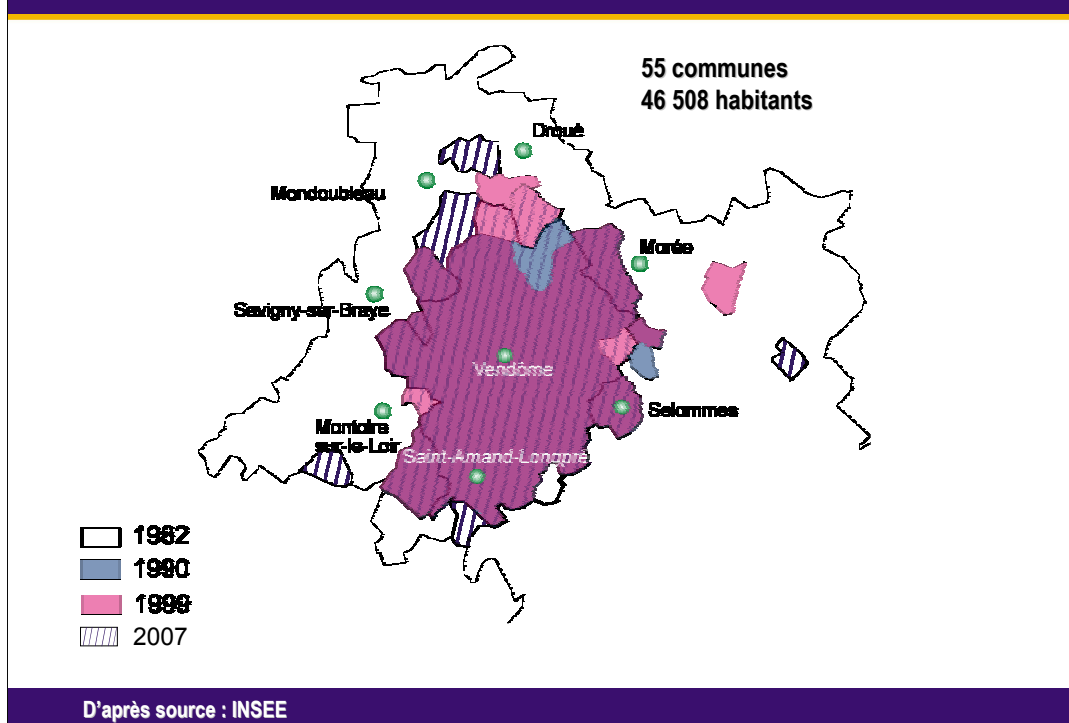 55 communes
46 508 habitants
Droué
Mondoubleau
Morée
Savigny-sur-Braye
Vendôme
Selommes
Montoire
sur-le-Loir
Saint-Amand-Longpré
1982
1990
1999
2007
D'après source : INSEE